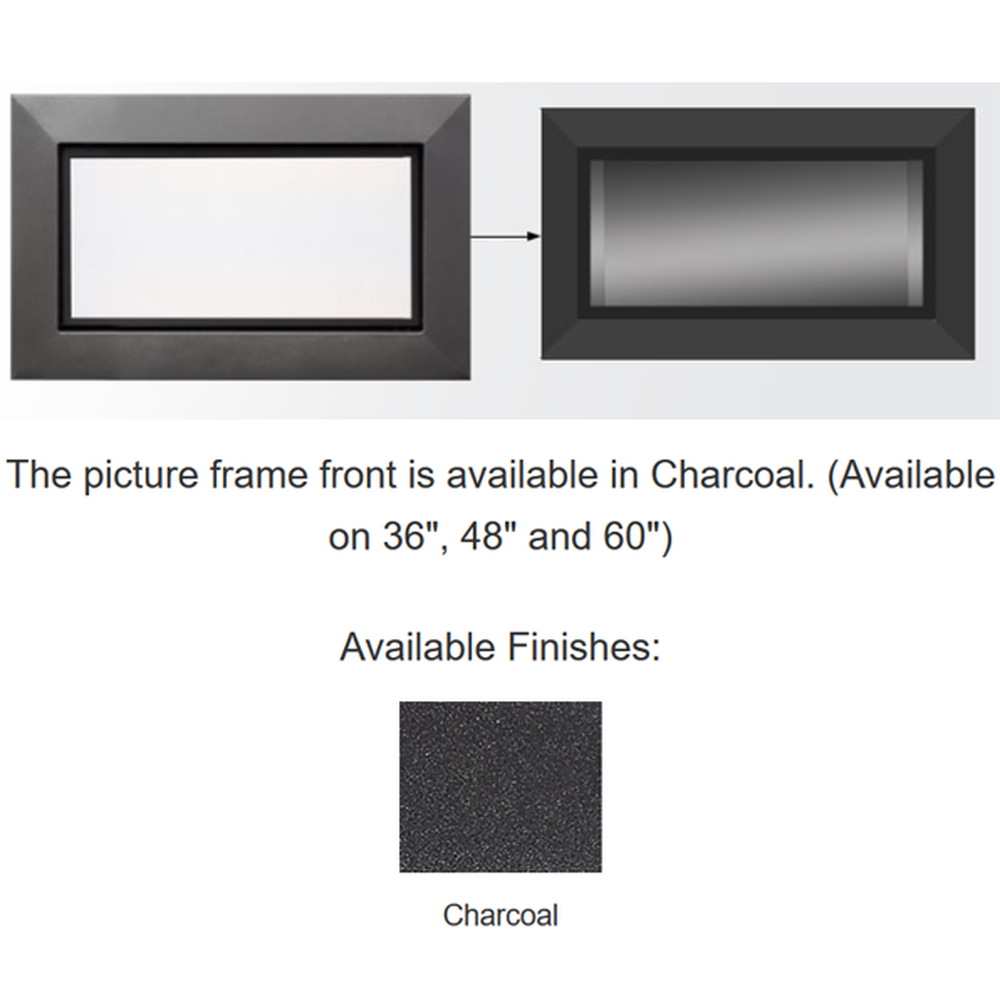 The picture frame front is available in Charcoal. (Available
on 36", 48" and 60")
Available Finishes:
Charcoal